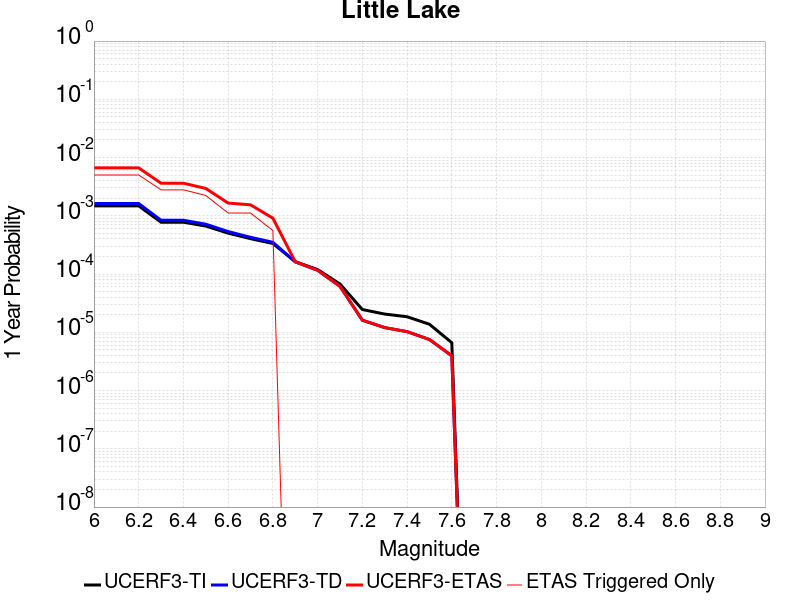 Little Lake
1 Year Probability
10^0
10^-1
10^-2
10^-3
10^-4
10^-5
10^-6
10^-7
10^-8
6 6.2 6.4 6.6 6.8 7 7.2 7.4 7.6 7.8 8 8.2 8.4 8.6 8.8 9
Magnitude
UCERF3-TI UCERF3-TD UCERF3-ETAS ETAS Triggered Only